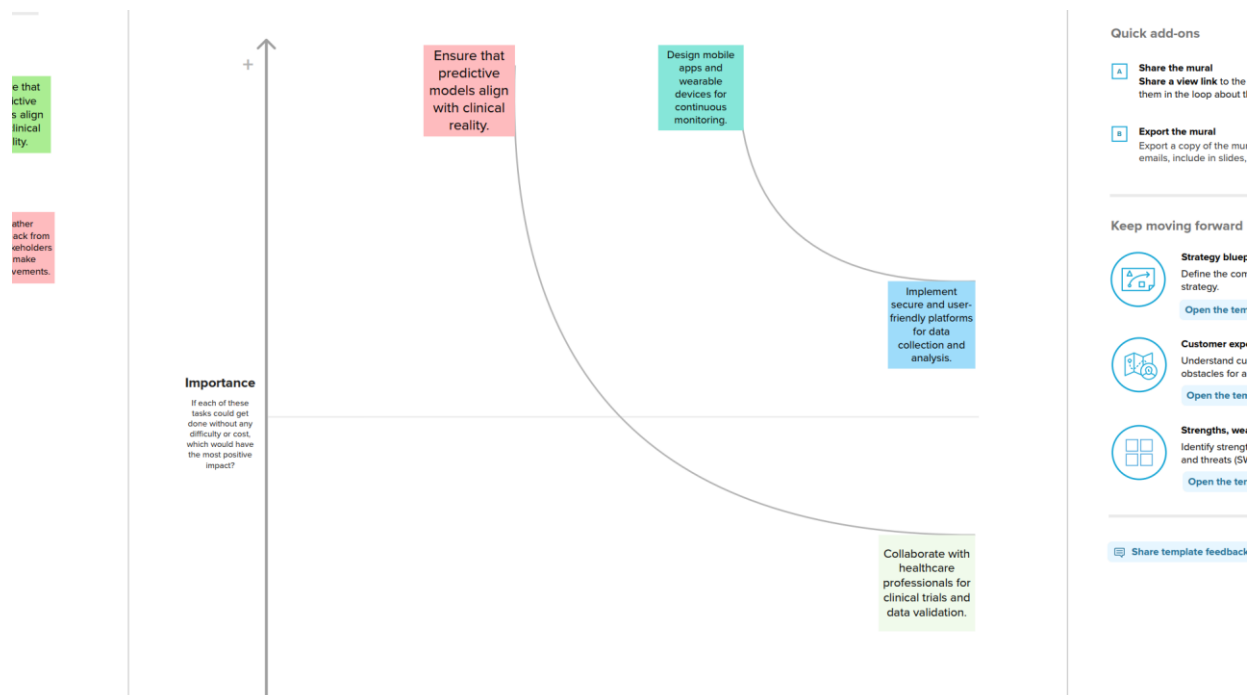 e that
ictive
s align
linical
lity.
ather
ack from
keholders
make
vements.
+
Ensure that
predictive
models align
with clinical
reality.
Design mobile
apps and
wearable
devices for
continuous
monitoring.
Implement
secure and user-
friendly platforms
for data
collection and
analysis.
Importance
If each of these
tasks could get
done without any
difficulty or cost,
which would have
the most positive
impact?
Collaborate with
healthcare
professionals for
clinical trials and
data validation.
Quick add-ons
A
Share the mural
Share a view link to the
them in the loop about t
B
Export the mural
Export a copy of the mur
emails, include in slides,
Keep moving forward
Strategy bluep
Define the com
strategy.
Open the tem
Customer expe
Understand cu
obstacles for a
Open the tem
Strengths, wea
Identify strengt
and threats (SW
Open the tem
Share template feedback